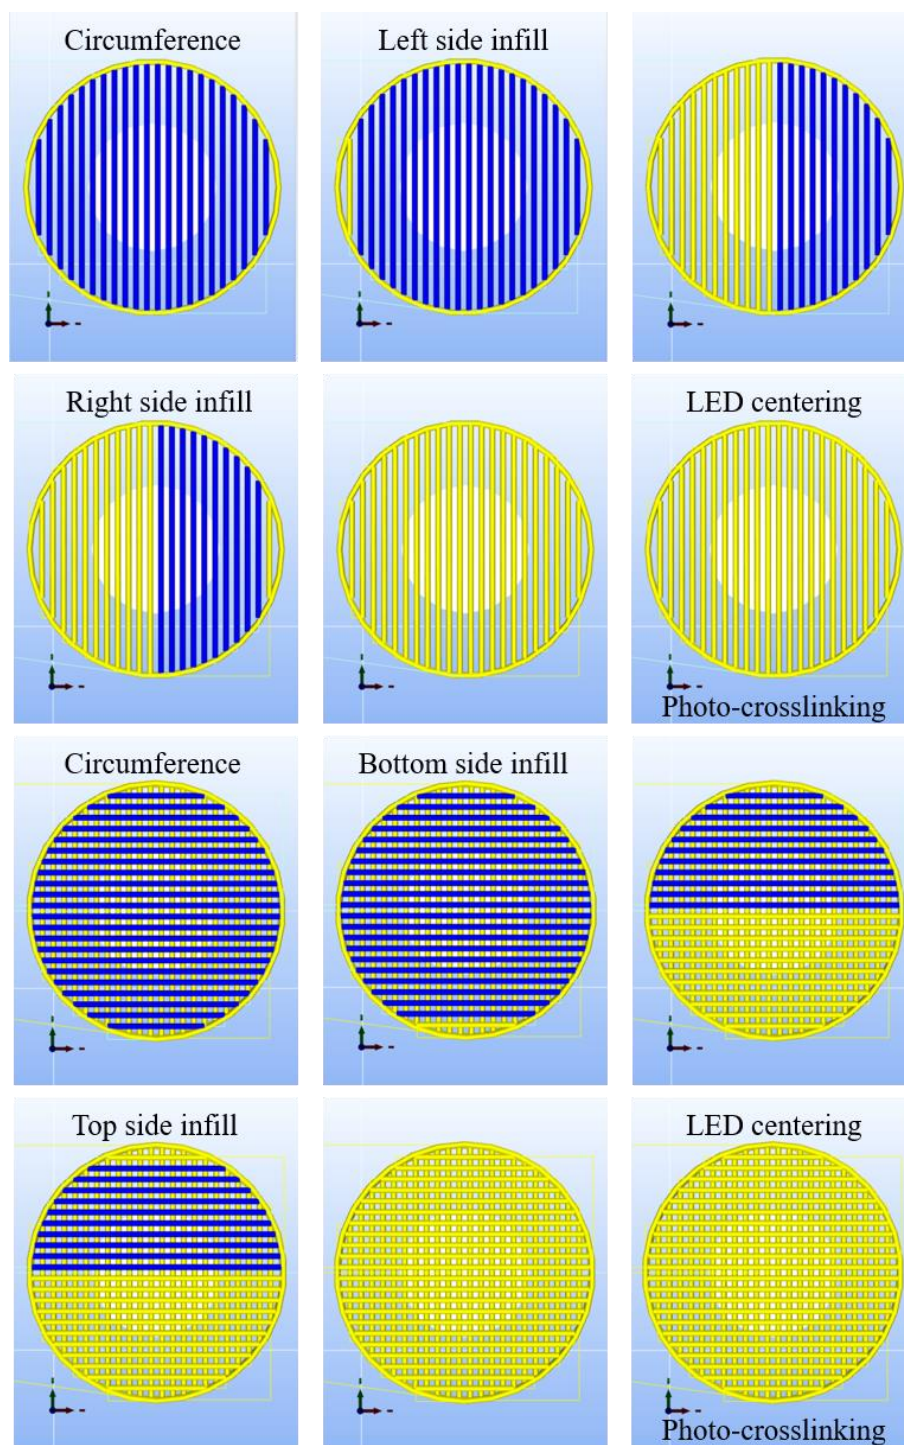 Circumference
Left side infill
Right side infill
LED centering
Photo-crosslinking
Circumference
Bottom side infill
Top side infill
LED centering
Photo-crosslinking